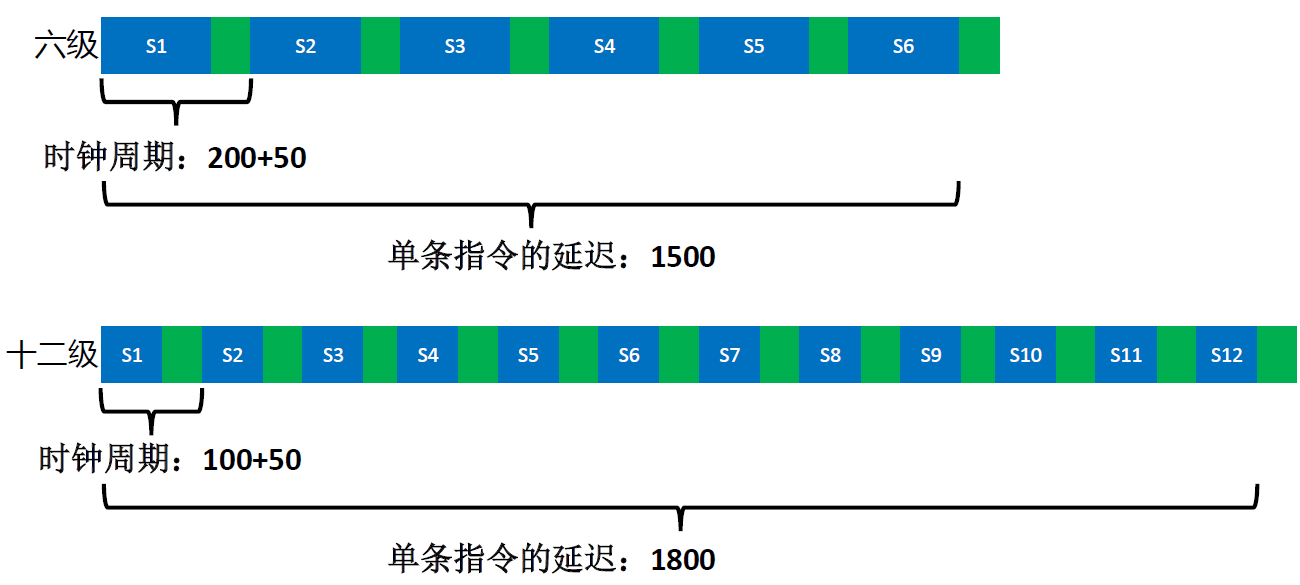 六级 S1 S2 S3 S4 S5 S6
时钟周期：200+50
单条指令的延迟：1500
十二级 S1 S2 S3 S4 S5 S6 S7 S8 S9 S10 S11 S12
时钟周期：100+50
单条指令的延迟：1800